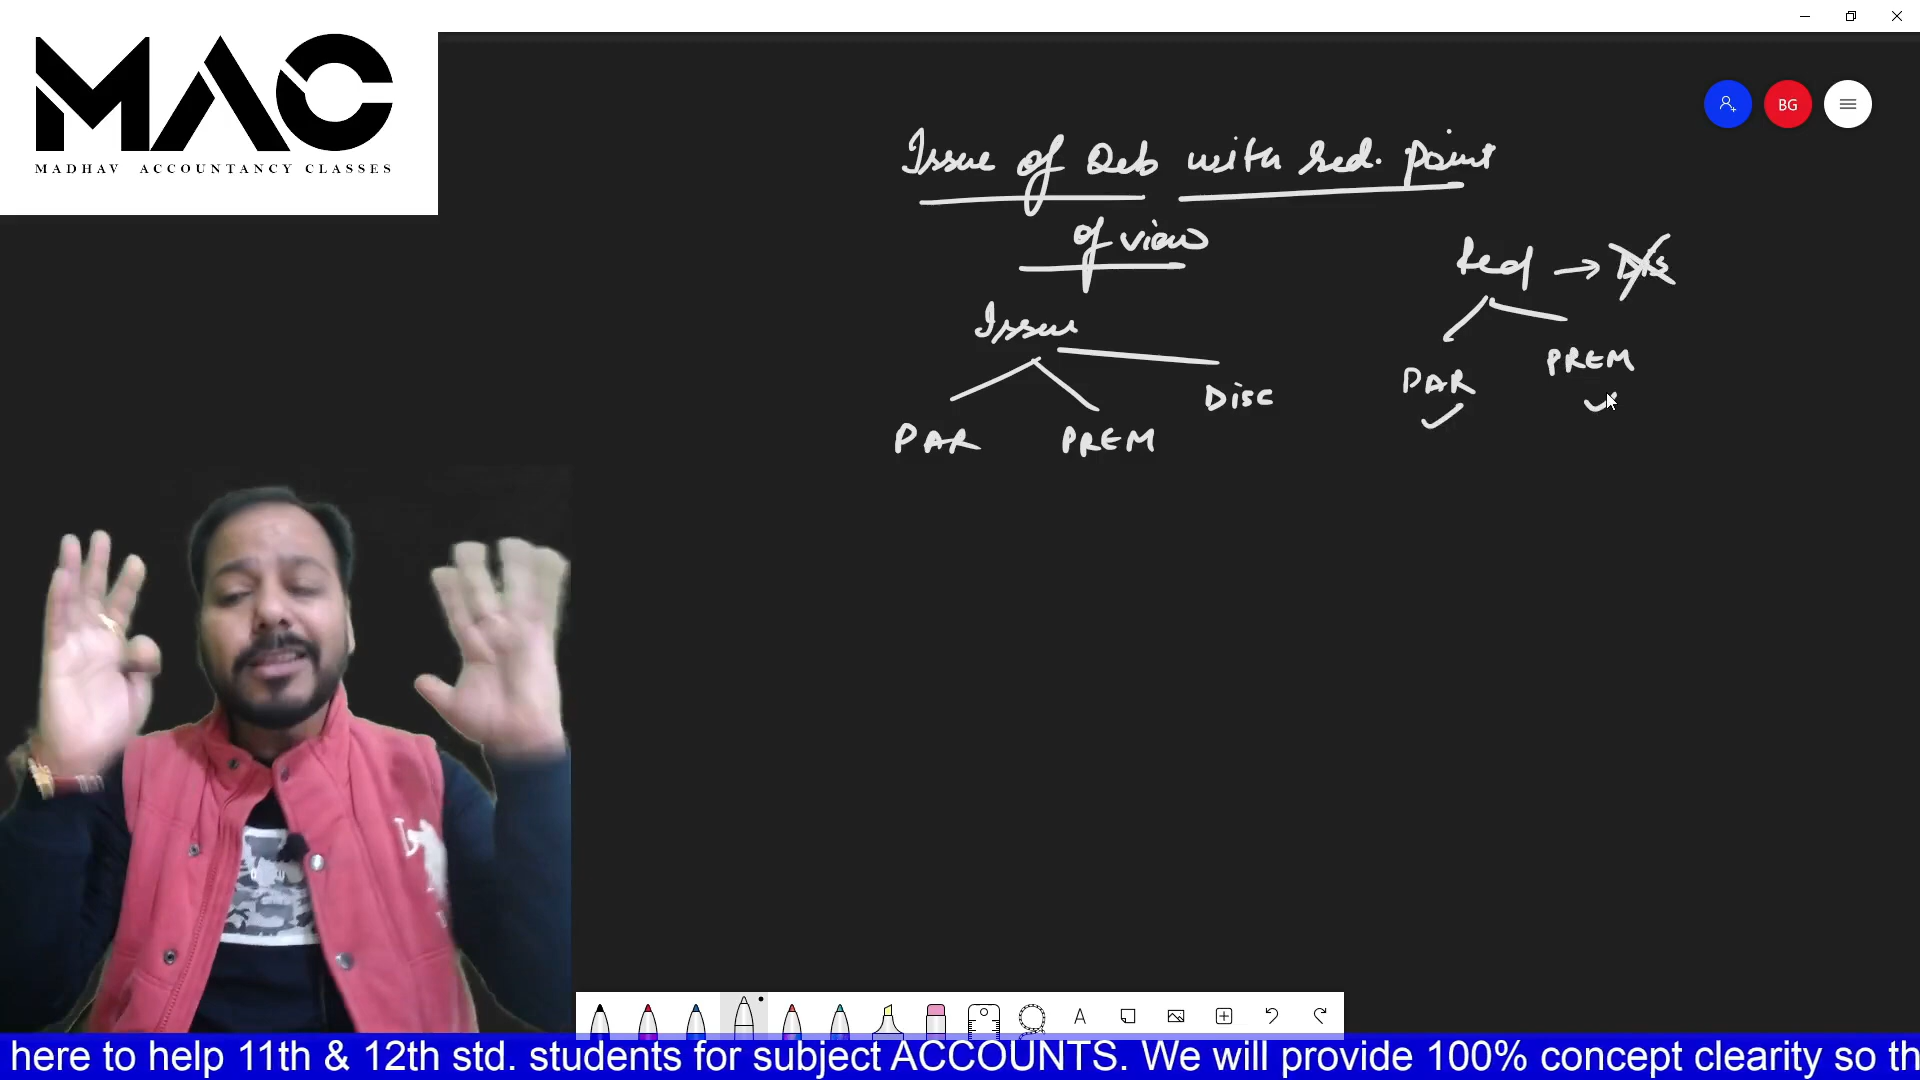 MAC
MADHAV ACCOUNTANCY CLASSES
BG
Issue of Deb with red. point
of view
Issue
PAR PREM Disc
Red → Dis
PAR PREM
A
here to help 11th & 12th std. students for subject ACCOUNTS. We will provide 100% concept clearity so th